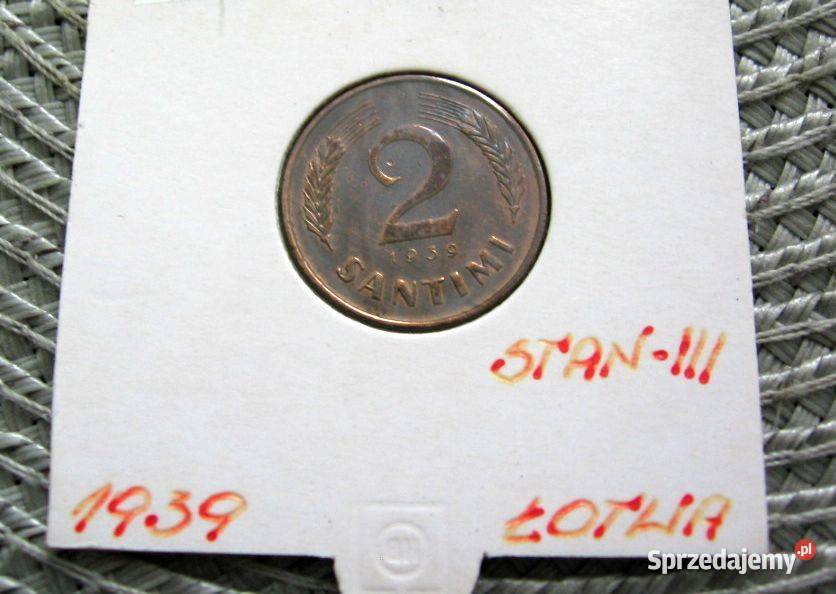 2
1939
SANTIMI
STAN-III
1939
ŁOTWA
Sprzedajemy.pl